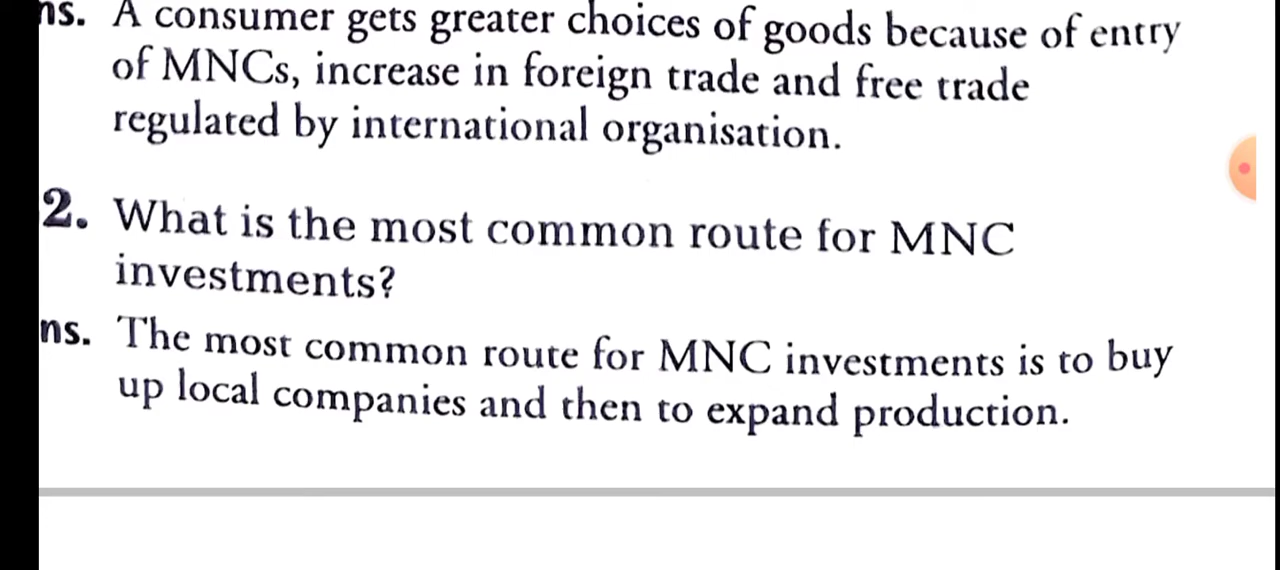 ns. A consumer gets greater choices of goods because of entry
of MNCs, increase in foreign trade and free trade
regulated by international organisation.
2. What is the most common route for MNC
investments?
ns. The most common route for MNC investments is to buy
up local companies and then to expand production.